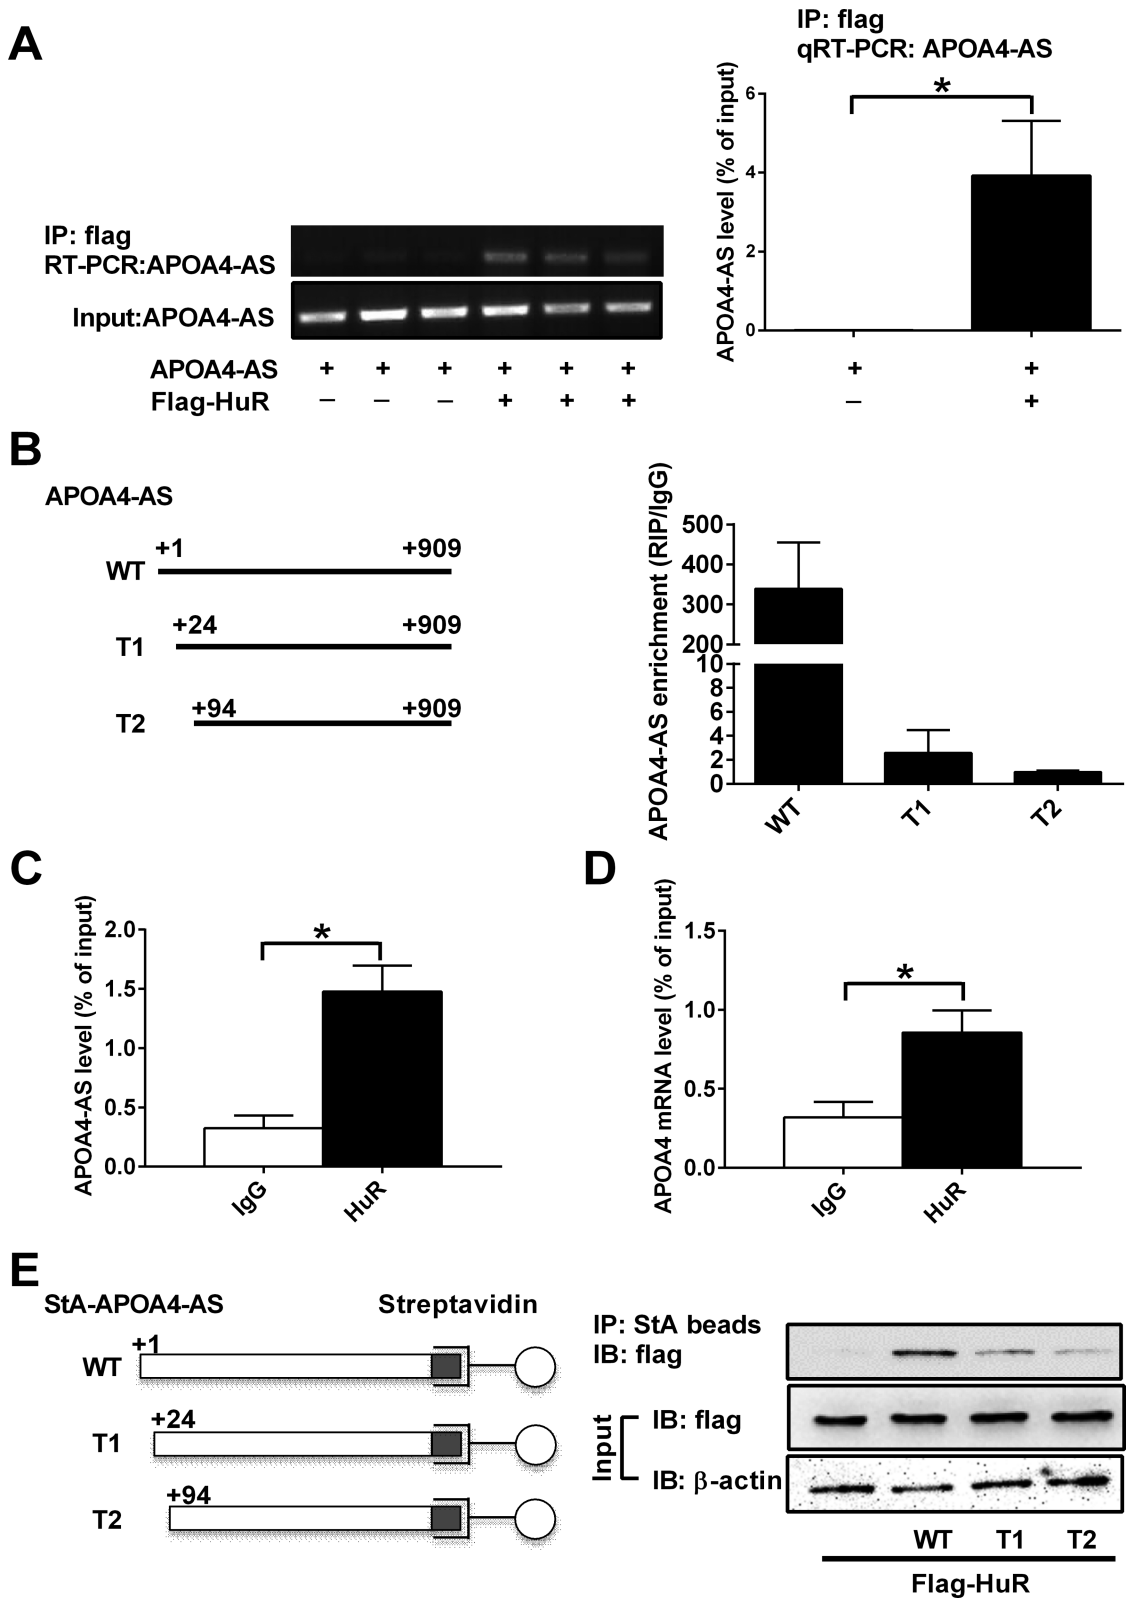 A
IP: flag
qRT-PCR: APOA4-AS
APOA4-AS level (% of input)
6
4
2
0
*
+ +
– +
IP: flag
RT-PCR:APOA4-AS
Input:APOA4-AS
APOA4-AS + + + + + +
Flag-HuR – – – + + +
B
APOA4-AS
+1 +909
WT
+24 +909
T1
+94 +909
T2
APOA4-AS enrichment (RIP/IgG)
500
400
300
200
10
8
6
4
2
0
WT T1 T2
C
APOA4-AS level (% of input)
2.0
1.5
1.0
0.5
0.0
*
IgG HuR
D
APOA4 mRNA level (% of input)
1.5
1.0
0.5
0.0
*
IgG HuR
E
StA-APOA4-AS Streptavidin
+1
WT
+24
T1
+94
T2
IP: StA beads
IB: flag
Input
IB: flag
IB: β-actin
WT T1 T2
Flag-HuR